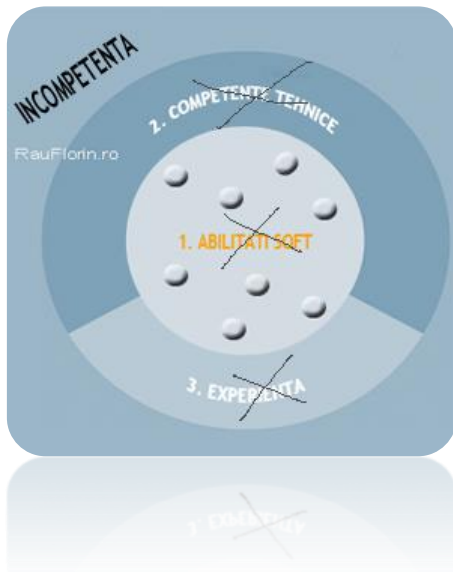 INCOMPETENTA
RauFlorin.ro
2. COMPETENTE TEHNICE
1. ABILITATI SOFT
3. EXPERIENTA